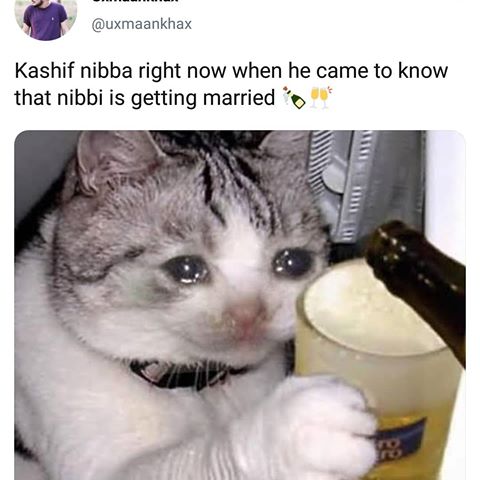 @uxmaankhax
Kashif nibba right now when he came to know
that nibbi is getting married 🍾🥂